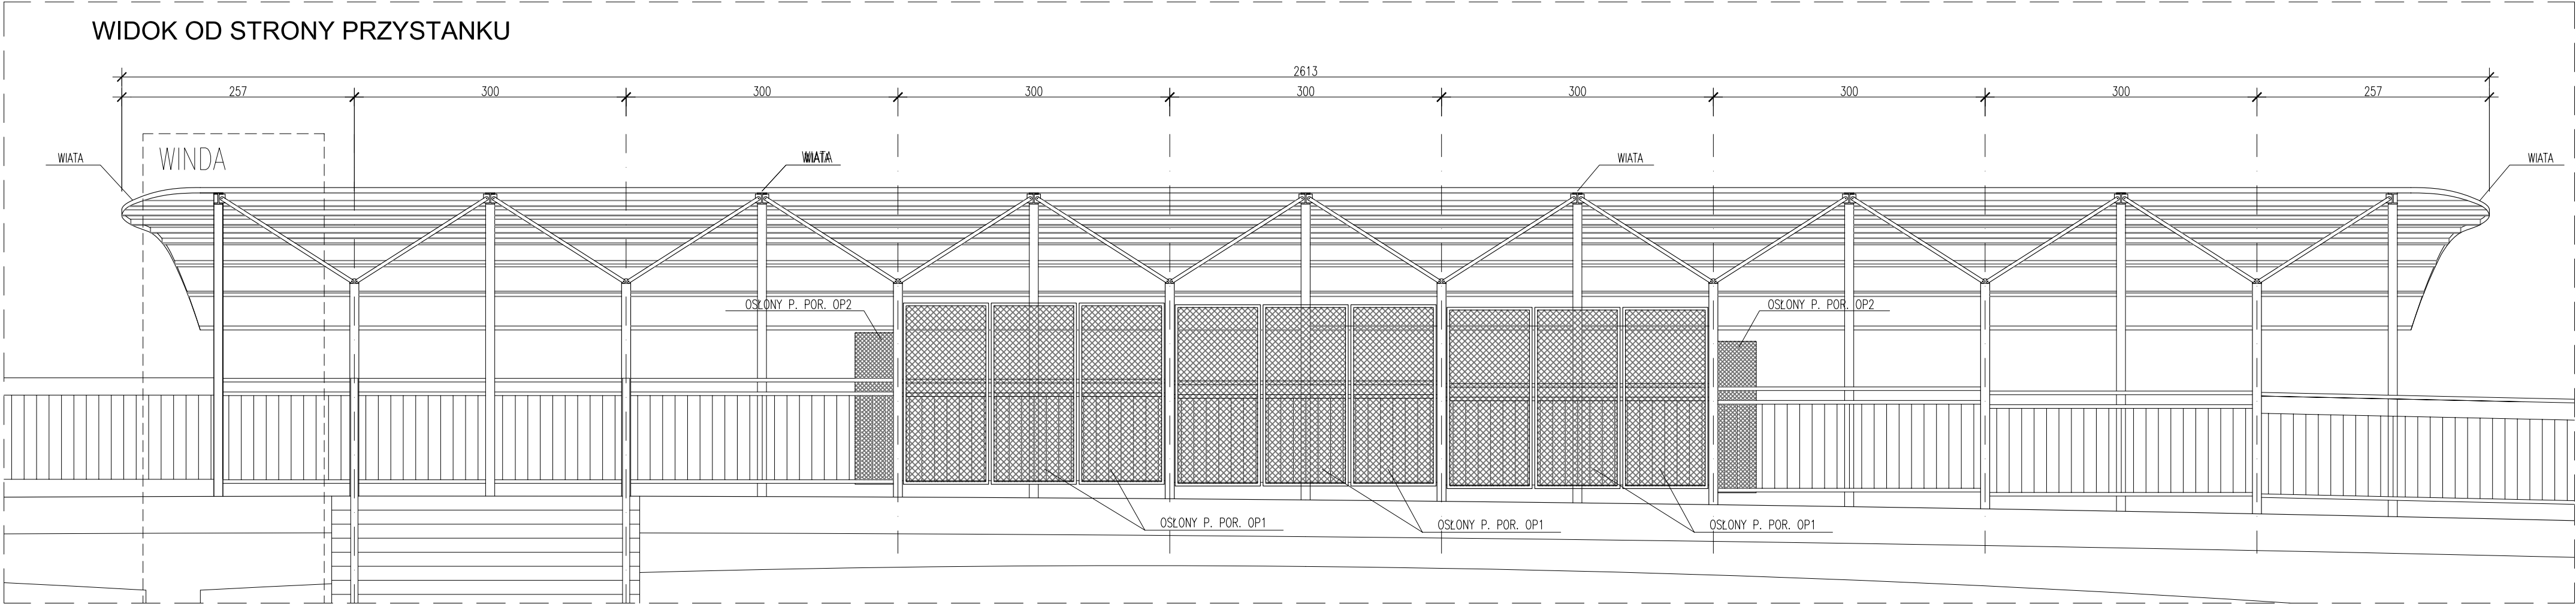 WIDOK OD STRONY PRZYSTANKU
2613
257 300 300 300 300 300 300 300 257
WIATA WINDA WIATA WIATA WIATA
OSŁONY P. POR. OP2 OSŁONY P. POR. OP2
OSŁONY P. POR. OP1 OSŁONY P. POR. OP1 OSŁONY P. POR. OP1